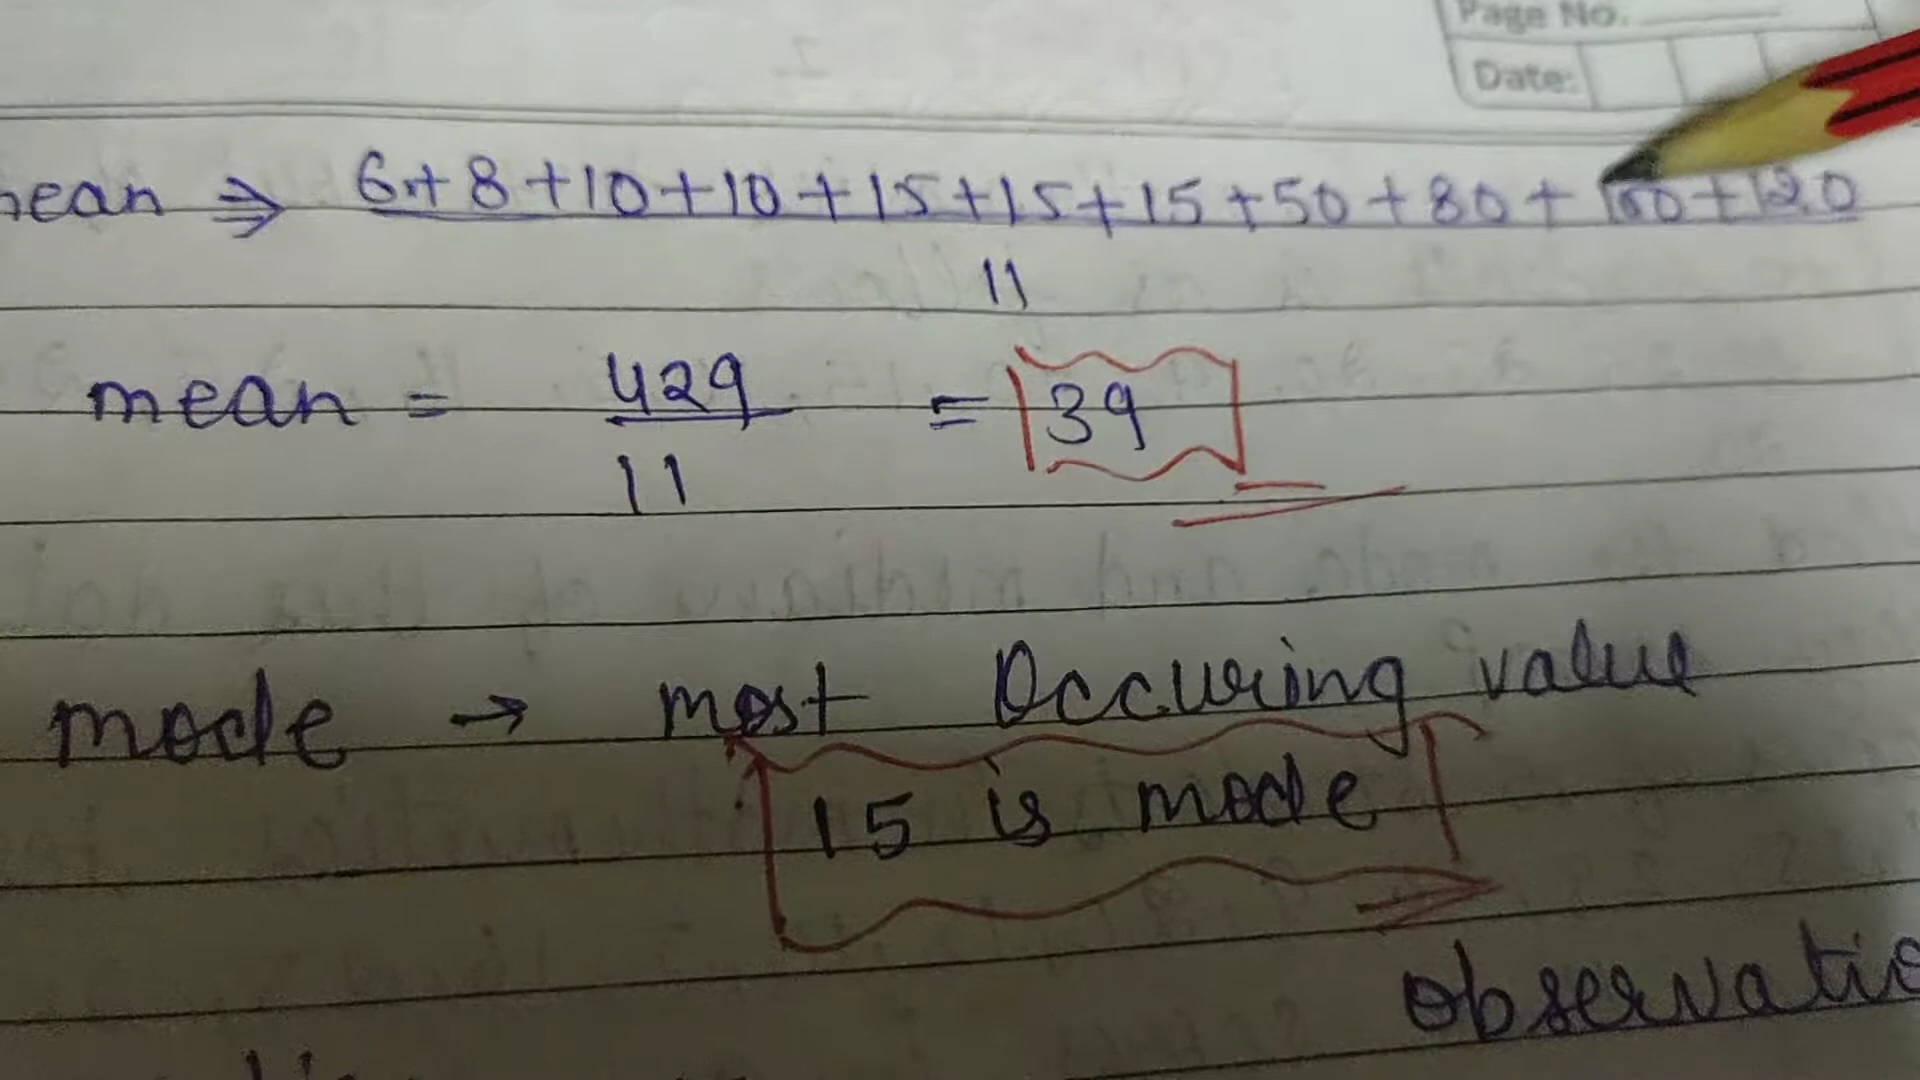 Page No.
Date:
mean ⇒ 6+8+10+10+15+15+15+50+80+100+120
11
mean = 429 = 39
11
mode → most Occuring value
15 is mode
observatio